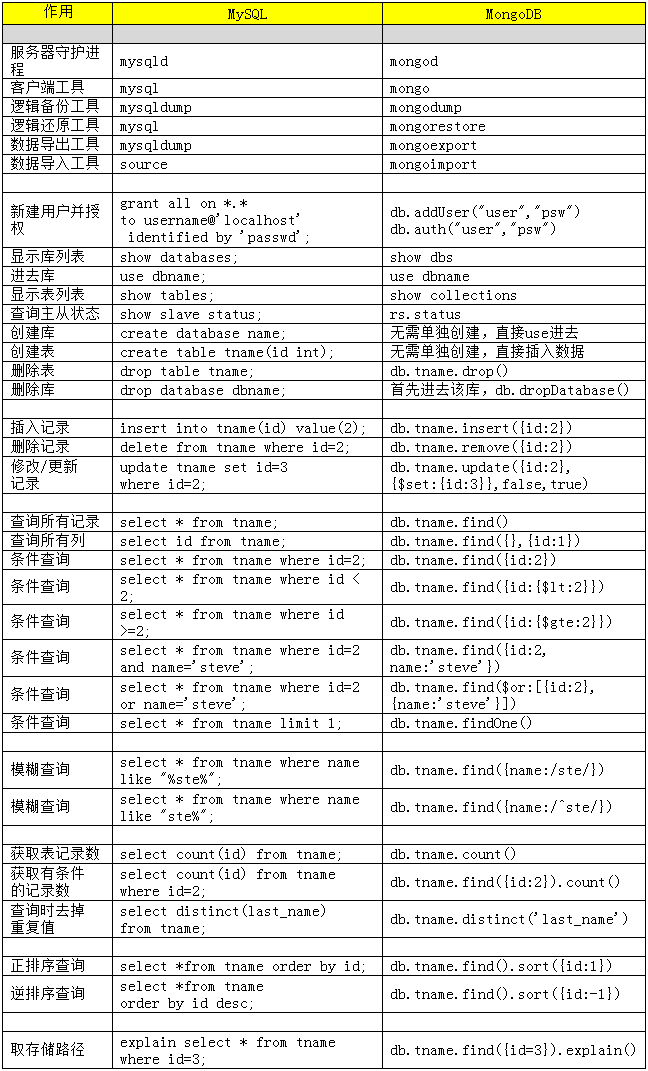 作用 MySQL MongoDB
服务器守护进
程 mysqld mongod
客户端工具 mysql mongo
逻辑备份工具 mysqldump mongodump
逻辑还原工具 mysql mongorestore
数据导出工具 mysqldump mongoexport
数据导入工具 source mongoimport
新建用户并授
权
grant all on *.*
to username@'localhost'
identified by 'passwd';
db.addUser("user","psw")
db.auth("user","psw")
显示库列表 show databases; show dbs
进去库 use dbname; use dbname
显示表列表 show tables; show collections
查询主从状态 show slave status; rs.status
创建库 create database name; 无需单独创建，直接use进去
创建表 create table tname(id int); 无需单独创建，直接插入数据
删除表 drop table tname; db.tname.drop()
删除库 drop database dbname; 首先进去该库，db.dropDatabase()
插入记录 insert into tname(id) value(2); db.tname.insert({id:2})
删除记录 delete from tname where id=2; db.tname.remove({id:2})
修改/更新
记录
update tname set id=3
where id=2;
db.tname.update({id:2},
{$set:{id:3}},false,true)
查询所有记录 select * from tname; db.tname.find()
查询所有列 select id from tname; db.tname.find({},{id:1})
条件查询 select * from tname where id=2; db.tname.find({id:2})
条件查询
select * from tname where id <
2;
db.tname.find({id:{$lt:2}})
条件查询
select * from tname where id
>=2;
db.tname.find({id:{$gte:2}})
条件查询
select * from tname where id=2
and name='steve';
db.tname.find({id:2,
name:'steve'})
条件查询
select * from tname where id=2
or name='steve';
db.tname.find($or:[{id:2},
{name:'steve'}])
条件查询 select * from tname limit 1; db.tname.findOne()
模糊查询
select * from tname where name
like "%ste%";
db.tname.find({name:/ste/})
模糊查询
select * from tname where name
like "ste%";
db.tname.find({name:/^ste/})
获取表记录数 select count(id) from tname; db.tname.count()
获取有条件
的记录数
select count(id) from tname
where id=2;
db.tname.find({id:2}).count()
查询时去掉
重复值
select distinct(last_name)
from tname;
db.tname.distinct('last_name')
正排序查询 select *from tname order by id; db.tname.find().sort({id:1})
逆排序查询
select *from tname
order by id desc;
db.tname.find().sort({id:-1})
取存储路径
explain select * from tname
where id=3;
db.tname.find({id=3}).explain()